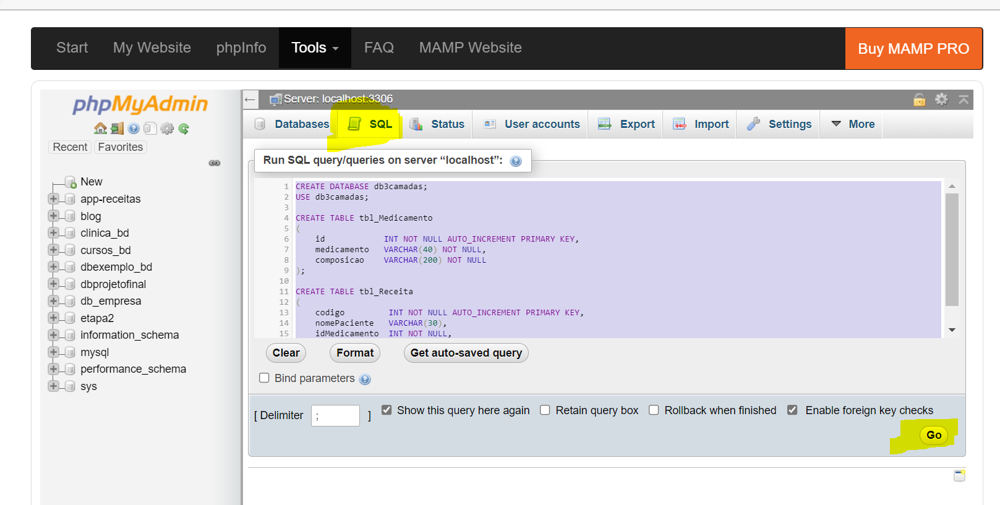 Start My Website phpInfo Tools FAQ MAMP Website Buy MAMP PRO
phpMyAdmin
Recent Favorites
New
app-receitas
blog
clinica_bd
cursos_bd
dbexemplo_bd
dbprojetofinal
db_empresa
etapa2
information_schema
mysql
performance_schema
sys
Server: localhost:3306
Databases SQL Status User accounts Export Import Settings More
Run SQL query/queries on server “localhost”:
1 CREATE DATABASE db3camadas;
2 USE db3camadas;
3
4 CREATE TABLE tbl_Medicamento
5 (
6 id INT NOT NULL AUTO_INCREMENT PRIMARY KEY,
7 medicamento VARCHAR(40) NOT NULL,
8 composicao VARCHAR(200) NOT NULL
9 );
10
11 CREATE TABLE tbl_Receita
12 (
13 codigo INT NOT NULL AUTO_INCREMENT PRIMARY KEY,
14 nomePaciente VARCHAR(30),
15 idMedicamento INT NOT NULL,
Clear Format Get auto-saved query
Bind parameters
[ Delimiter ; ] Show this query here again Retain query box Rollback when finished Enable foreign key checks
Go